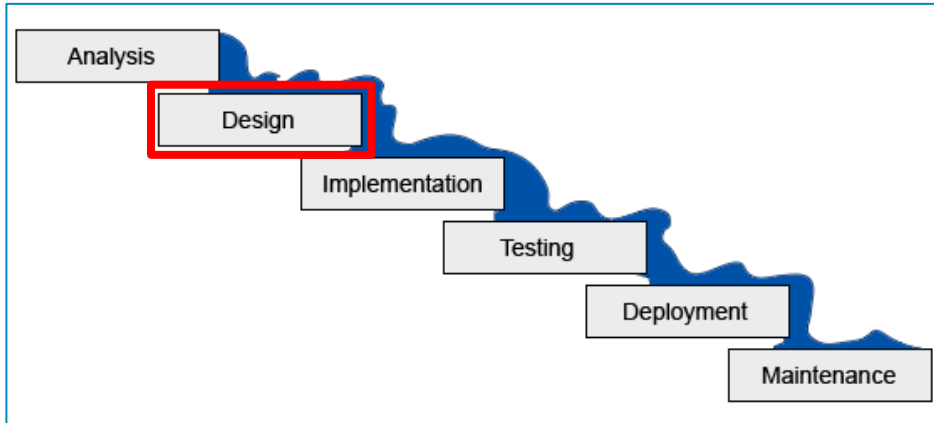 Analysis
Design
Implementation
Testing
Deployment
Maintenance